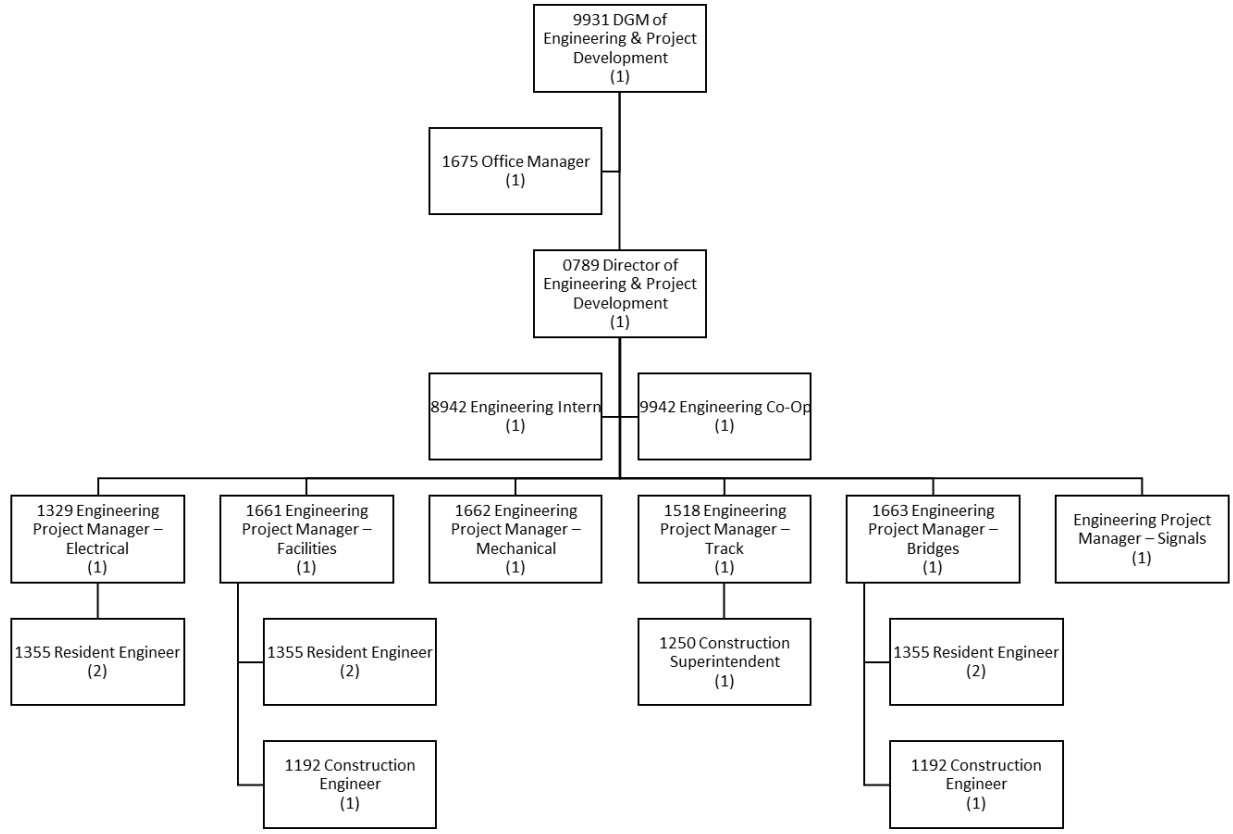 9931 DGM of
Engineering & Project
Development
(1)
1675 Office Manager
(1)
0789 Director of
Engineering & Project
Development
(1)
8942 Engineering Intern
(1)
9942 Engineering Co-Op
(1)
1329 Engineering
Project Manager –
Electrical
(1)
1661 Engineering
Project Manager –
Facilities
(1)
1662 Engineering
Project Manager –
Mechanical
(1)
1518 Engineering
Project Manager –
Track
(1)
1663 Engineering
Project Manager –
Bridges
(1)
Engineering Project
Manager – Signals
(1)
1355 Resident Engineer
(2)
1355 Resident Engineer
(2)
1250 Construction
Superintendent
(1)
1355 Resident Engineer
(2)
1192 Construction
Engineer
(1)
1192 Construction
Engineer
(1)